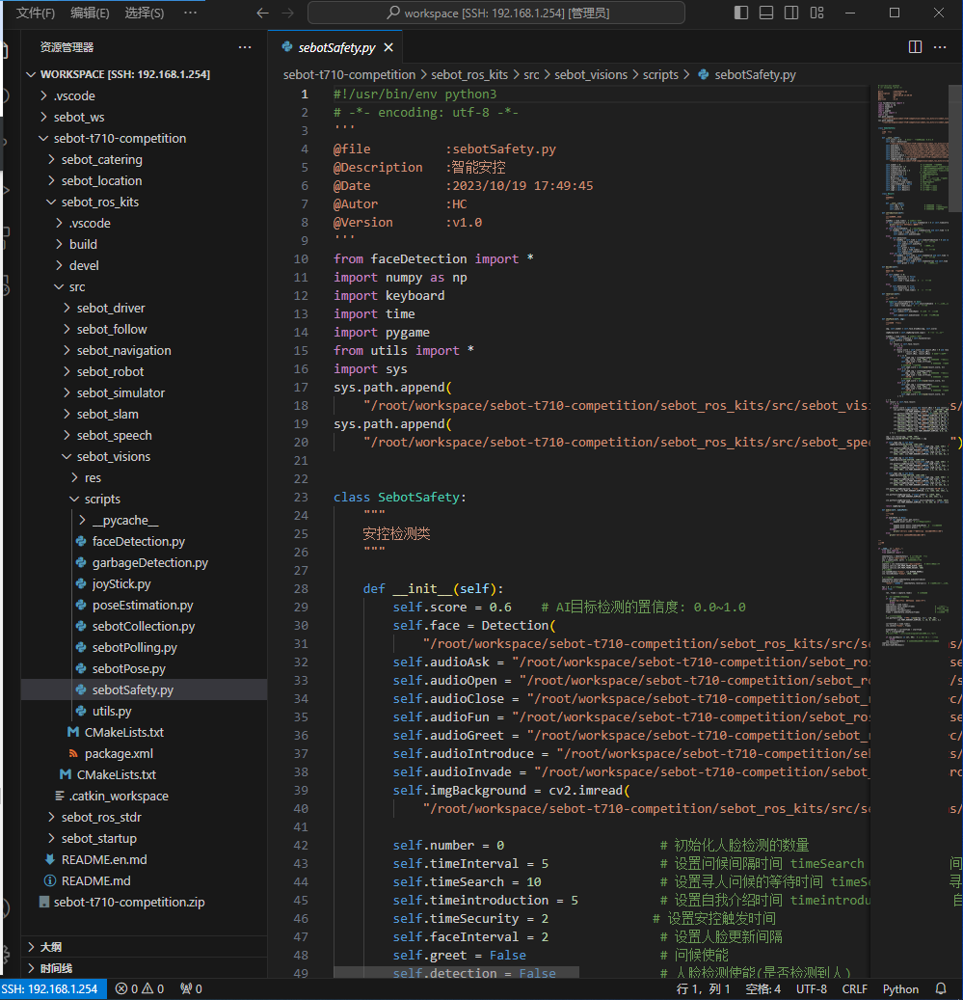 文件(F) 编辑(E) 选择(S) ··· workspace [SSH: 192.168.1.254] [管理员]
资源管理器 ···
WORKSPACE [SSH: 192.168.1.254]
.vscode
sebot_ws
sebot-t710-competition
sebot_catering
sebot_location
sebot_ros_kits
.vscode
build
devel
src
sebot_driver
sebot_follow
sebot_navigation
sebot_robot
sebot_simulator
sebot_slam
sebot_speech
sebot_visions
res
scripts
__pycache__
faceDetection.py
garbageDetection.py
joyStick.py
poseEstimation.py
sebotCollection.py
sebotPolling.py
sebotPose.py
sebotSafety.py
utils.py
CMakeLists.txt
package.xml
CMakeLists.txt
.catkin_workspace
sebot_ros_stdr
sebot_startup
README.en.md
README.md
sebot-t710-competition.zip
大纲
时间线
sebotSafety.py
sebot-t710-competition > sebot_ros_kits > src > sebot_visions > scripts > sebotSafety.py
1 #!/usr/bin/env python3
2 # -*- encoding: utf-8 -*-
3 '''
4 @file :sebotSafety.py
5 @Description :智能安控
6 @Date :2023/10/19 17:49:45
7 @Autor :HC
8 @Version :v1.0
9 '''
10 from faceDetection import *
11 import numpy as np
12 import keyboard
13 import time
14 import pygame
15 from utils import *
16 import sys
17 sys.path.append(
18 "/root/workspace/sebot-t710-competition/sebot_ros_kits/src/sebot_vis
19 sys.path.append(
20 "/root/workspace/sebot-t710-competition/sebot_ros_kits/src/sebot_spe ")
21
22
23 class SebotSafety:
24 """
25 安控检测类
26 """
27
28 def __init__(self):
29 self.score = 0.6 # AI目标检测的置信度: 0.0~1.0
30 self.face = Detection(
31 "/root/workspace/sebot-t710-competition/sebot_ros_kits/src/s
32 self.audioAsk = "/root/workspace/sebot-t710-competition/sebot_ros
33 self.audioOpen = "/root/workspace/sebot-t710-competition/sebot_r
34 self.audioClose = "/root/workspace/sebot-t710-competition/sebot_
35 self.audioFun = "/root/workspace/sebot-t710-competition/sebot_ros
36 self.audioGreet = "/root/workspace/sebot-t710-competition/sebot_
37 self.audioIntroduce = "/root/workspace/sebot-t710-competition/se
38 self.audioInvade = "/root/workspace/sebot-t710-competition/sebot_
39 self.imgBackground = cv2.imread(
40 "/root/workspace/sebot-t710-competition/sebot_ros_kits/src/s
41
42 self.number = 0 # 初始化人脸检测的数量
43 self.timeInterval = 5 # 设置问候间隔时间 timeSearch 间
44 self.timeSearch = 10 # 设置寻人问候的等待时间 timeS 寻
45 self.timeintroduction = 5 # 设置自我介绍时间 timeintrodu 自
46 self.timeSecurity = 2 # 设置安控触发时间
47 self.faceInterval = 2 # 设置人脸更新间隔
48 self.greet = False # 问候使能
49 self.detection = False # 人脸检测使能(是否检测到人)
SSH: 192.168.1.254 0 0 0 行 1, 列 1 空格: 4 UTF-8 CRLF Python